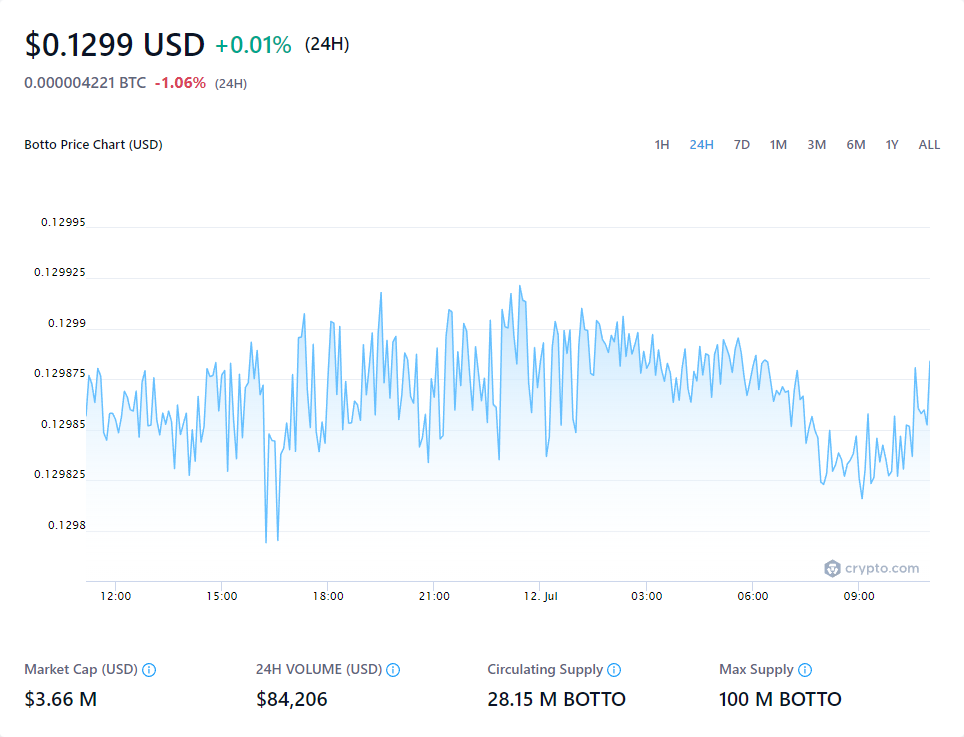 $0.1299 USD +0.01% (24H)
0.000004221 BTC -1.06% (24H)
Botto Price Chart (USD) 1H 24H 7D 1M 3M 6M 1Y ALL
0.12995
0.129925
0.1299
0.129875
0.12985
0.129825
0.1298
crypto.com
12:00 15:00 18:00 21:00 12. Jul 03:00 06:00 09:00
Market Cap (USD) 24H VOLUME (USD) Circulating Supply Max Supply
$3.66 M $84,206 28.15 M BOTTO 100 M BOTTO